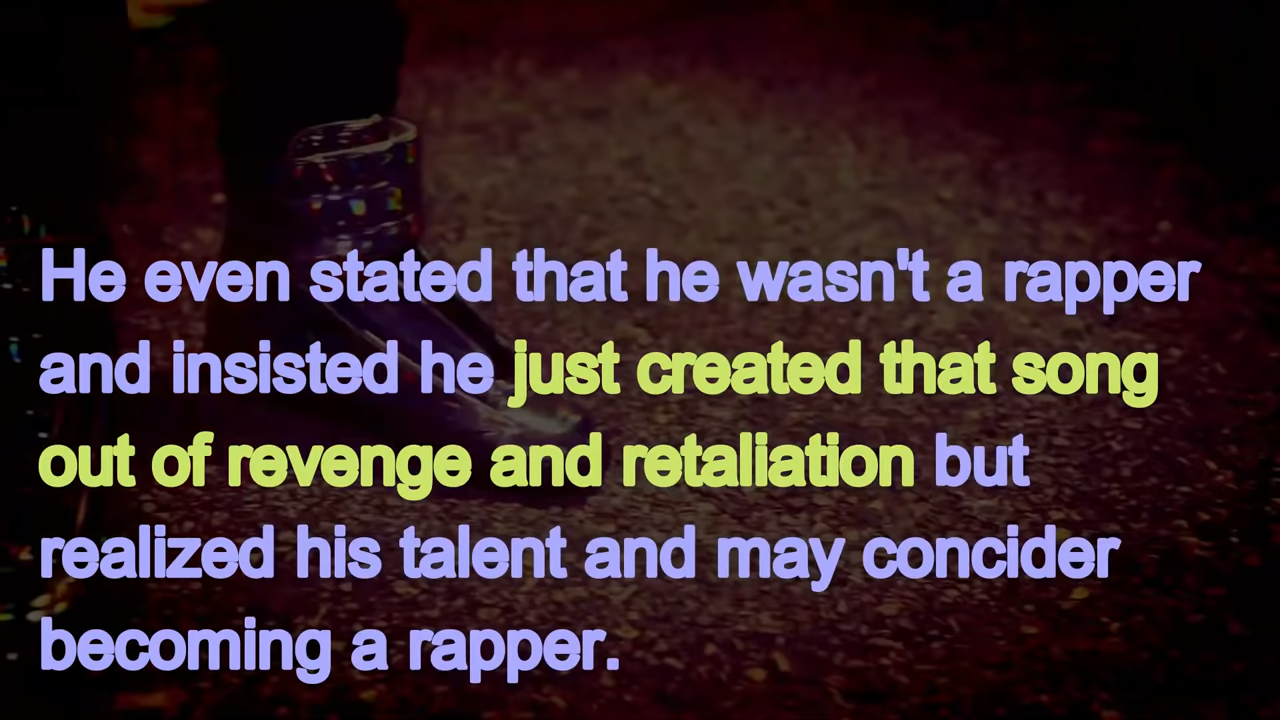 He even stated that he wasn't a rapper
and insisted he just created that song
out of revenge and retaliation but
realized his talent and may concider
becoming a rapper.